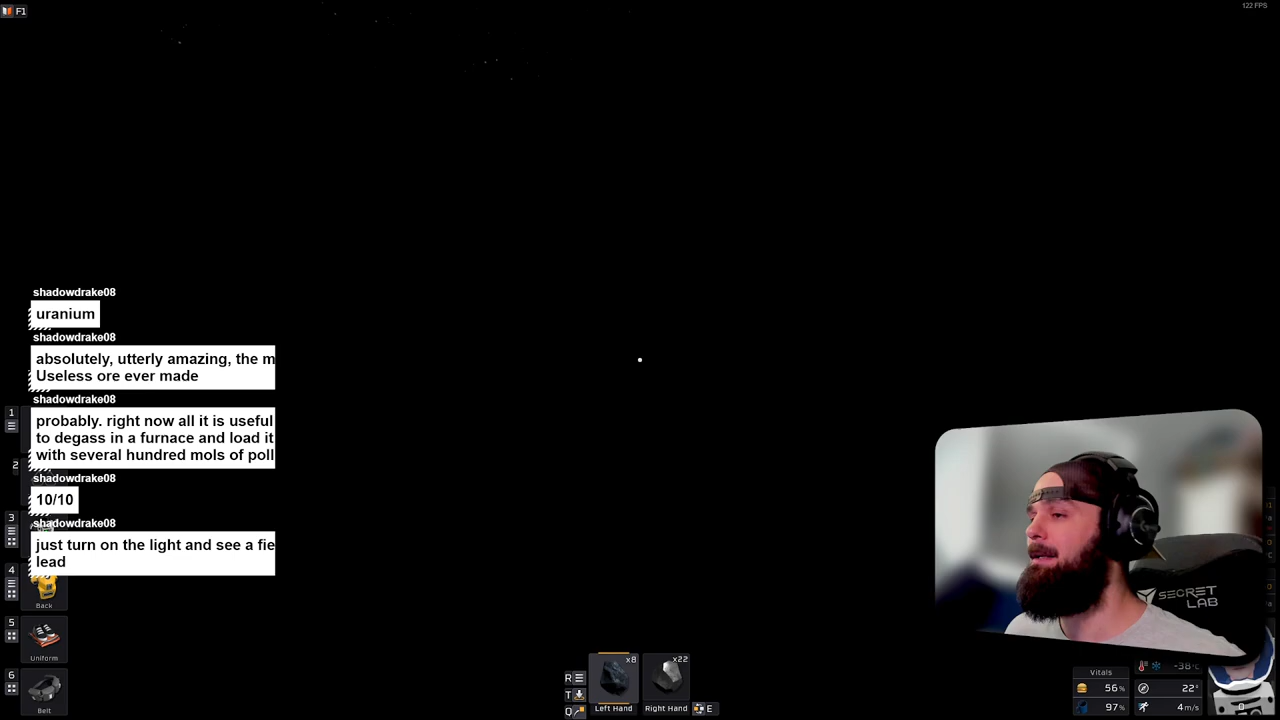 F1
122 FPS
shadowdrake08
uranium
shadowdrake08
absolutely, utterly amazing, the m
Useless ore ever made
shadowdrake08
probably. right now all it is useful
to degass in a furnace and load it
with several hundred mols of poll
shadowdrake08
10/10
shadowdrake08
just turn on the light and see a fie
lead
1
2
3
4
Back
5
Uniform
6
Belt
R
T
Q
x8
Left Hand
x22
Right Hand
E
SECRET
LAB
Vitals
56 %
97 %
-38°C
22°
4 m/s
0